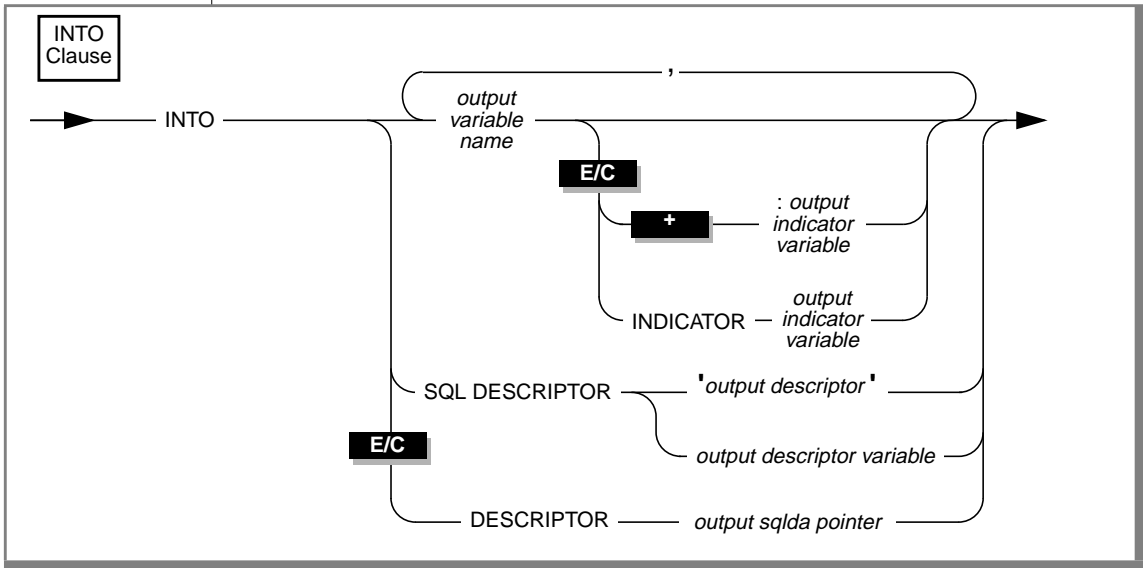 INTO
Clause
,
INTO
output
variable
name
E/C
+
: output
indicator
variable
INDICATOR
output
indicator
variable
SQL DESCRIPTOR
'output descriptor'
E/C
output descriptor variable
DESCRIPTOR
output sqlda pointer